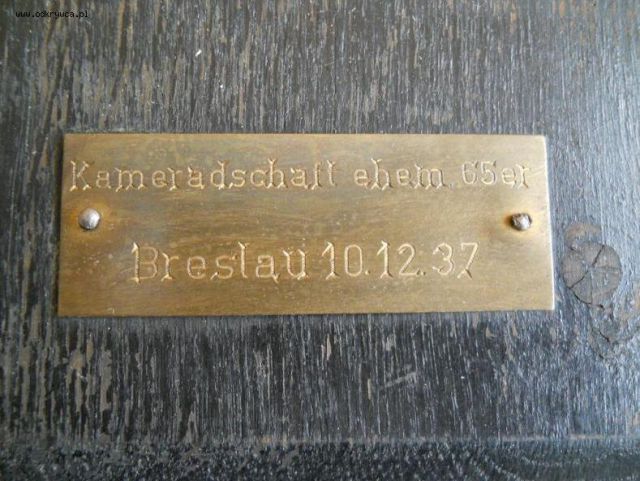 www.odkrywca.pl
Kameradschaft ehem. 65er
Breslau 10.12.37